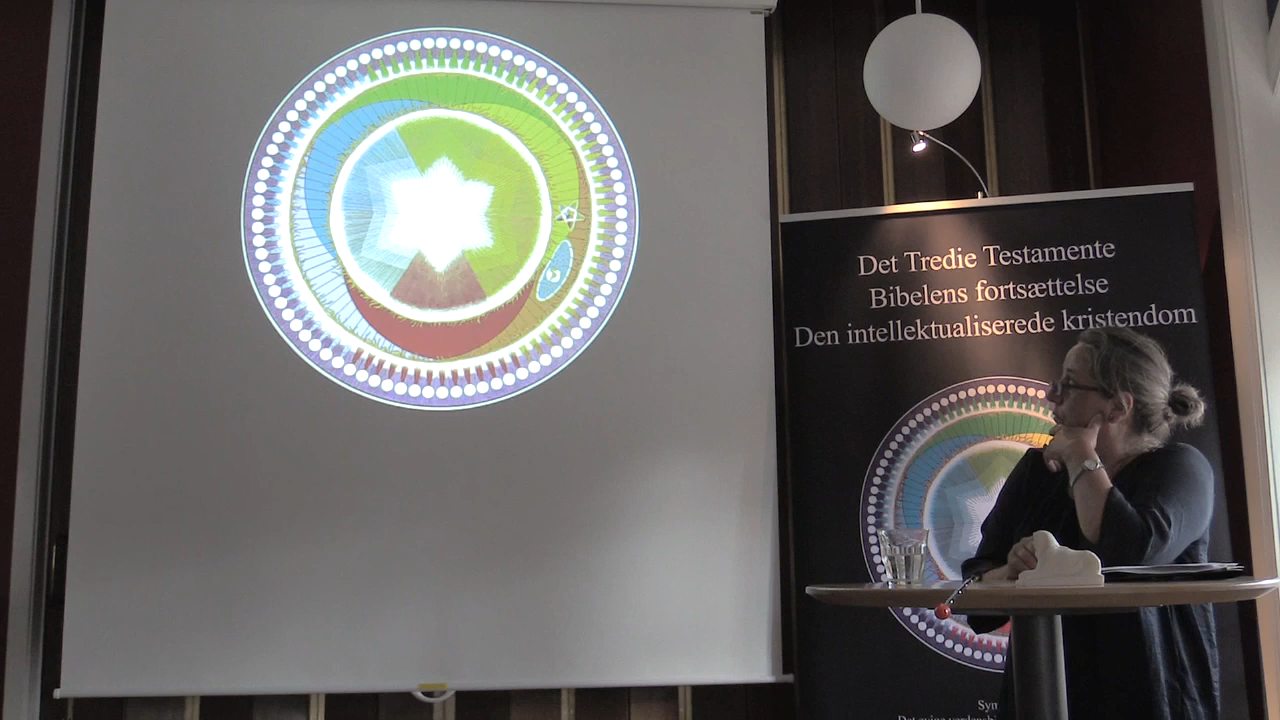 Det Tredie Testamente
Bibelens fortsættelse
Den intellektualiserede kristendom